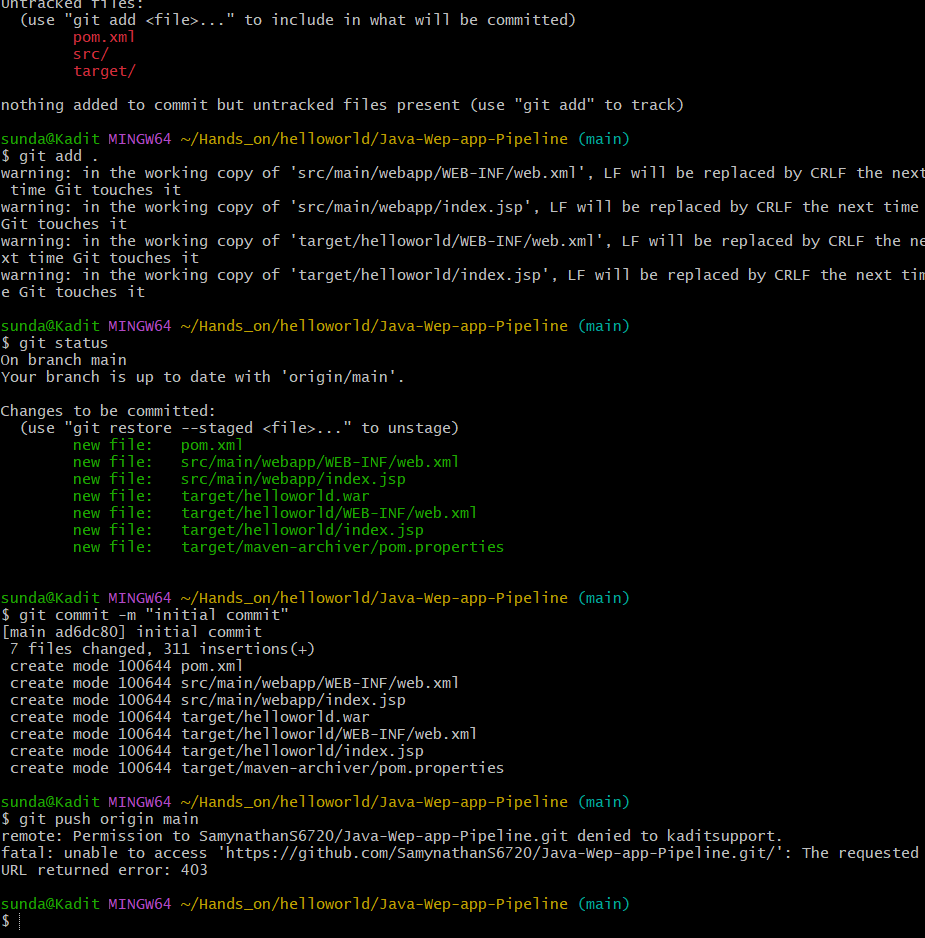 Untracked files:
(use "git add <file>..." to include in what will be committed)
pom.xml
src/
target/
nothing added to commit but untracked files present (use "git add" to track)
sunda@Kadit MINGW64 ~/Hands_on/helloworld/Java-Wep-app-Pipeline (main)
$ git add .
warning: in the working copy of 'src/main/webapp/WEB-INF/web.xml', LF will be replaced by CRLF the next
time Git touches it
warning: in the working copy of 'src/main/webapp/index.jsp', LF will be replaced by CRLF the next time
Git touches it
warning: in the working copy of 'target/helloworld/WEB-INF/web.xml', LF will be replaced by CRLF the ne
xt time Git touches it
warning: in the working copy of 'target/helloworld/index.jsp', LF will be replaced by CRLF the next tim
e Git touches it
sunda@Kadit MINGW64 ~/Hands_on/helloworld/Java-Wep-app-Pipeline (main)
$ git status
On branch main
Your branch is up to date with 'origin/main'.
Changes to be committed:
(use "git restore --staged <file>..." to unstage)
new file:   pom.xml
new file:   src/main/webapp/WEB-INF/web.xml
new file:   src/main/webapp/index.jsp
new file:   target/helloworld.war
new file:   target/helloworld/WEB-INF/web.xml
new file:   target/helloworld/index.jsp
new file:   target/maven-archiver/pom.properties
sunda@Kadit MINGW64 ~/Hands_on/helloworld/Java-Wep-app-Pipeline (main)
$ git commit -m "initial commit"
[main ad6dc80] initial commit
7 files changed, 311 insertions(+)
create mode 100644 pom.xml
create mode 100644 src/main/webapp/WEB-INF/web.xml
create mode 100644 src/main/webapp/index.jsp
create mode 100644 target/helloworld.war
create mode 100644 target/helloworld/WEB-INF/web.xml
create mode 100644 target/helloworld/index.jsp
create mode 100644 target/maven-archiver/pom.properties
sunda@Kadit MINGW64 ~/Hands_on/helloworld/Java-Wep-app-Pipeline (main)
$ git push origin main
remote: Permission to SamynathanS6720/Java-Wep-app-Pipeline.git denied to kaditsupport.
fatal: unable to access 'https://github.com/SamynathanS6720/Java-Wep-app-Pipeline.git/': The requested
URL returned error: 403
sunda@Kadit MINGW64 ~/Hands_on/helloworld/Java-Wep-app-Pipeline (main)
$